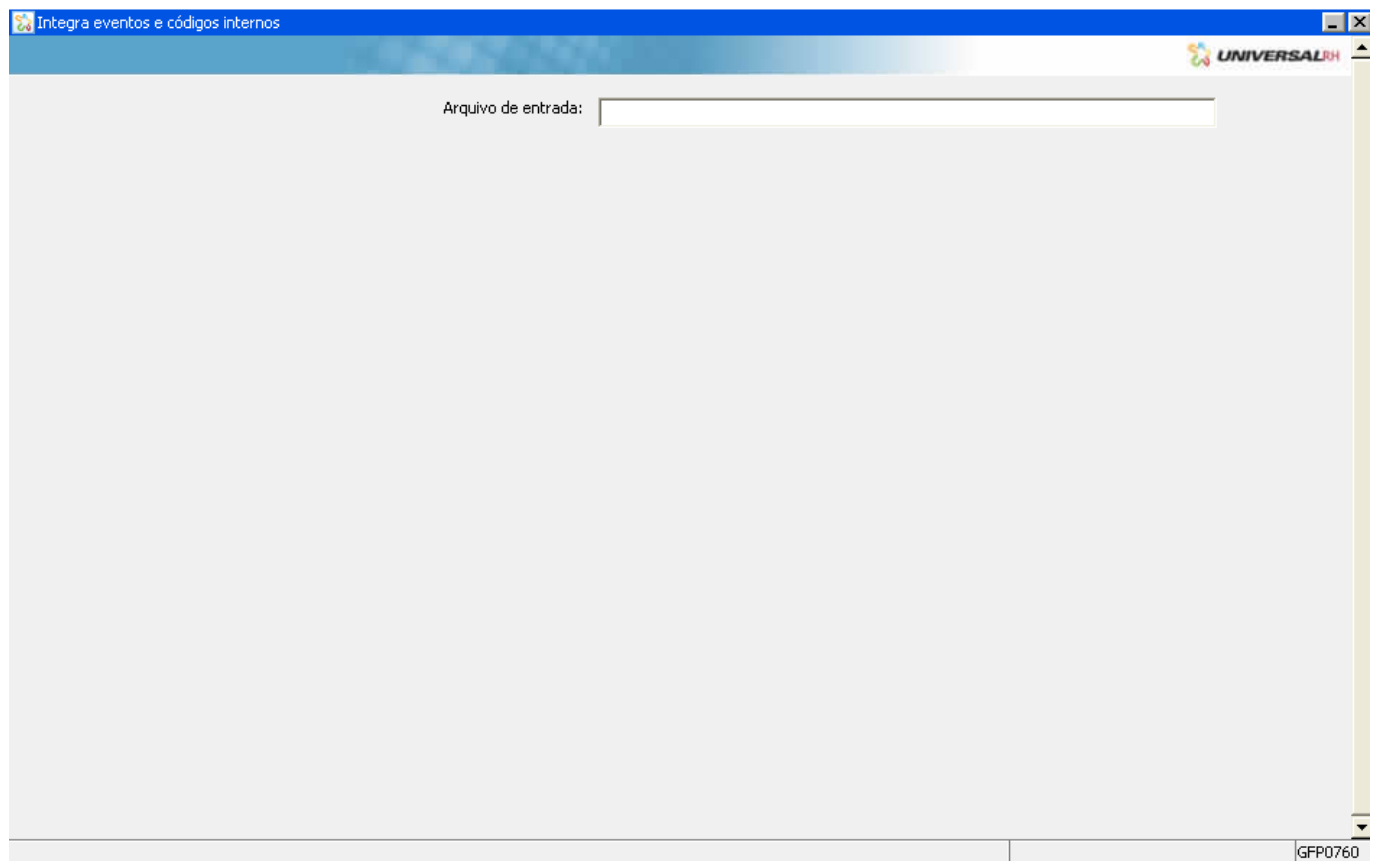 Integra eventos e códigos internos
UNIVERSALRH
Arquivo de entrada:
GFP0760